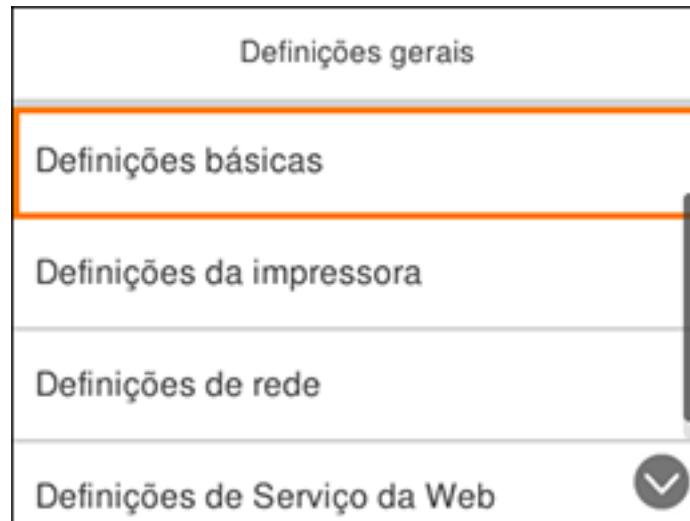 Definições gerais
Definições básicas
Definições da impressora
Definições de rede
Definições de Serviço da Web